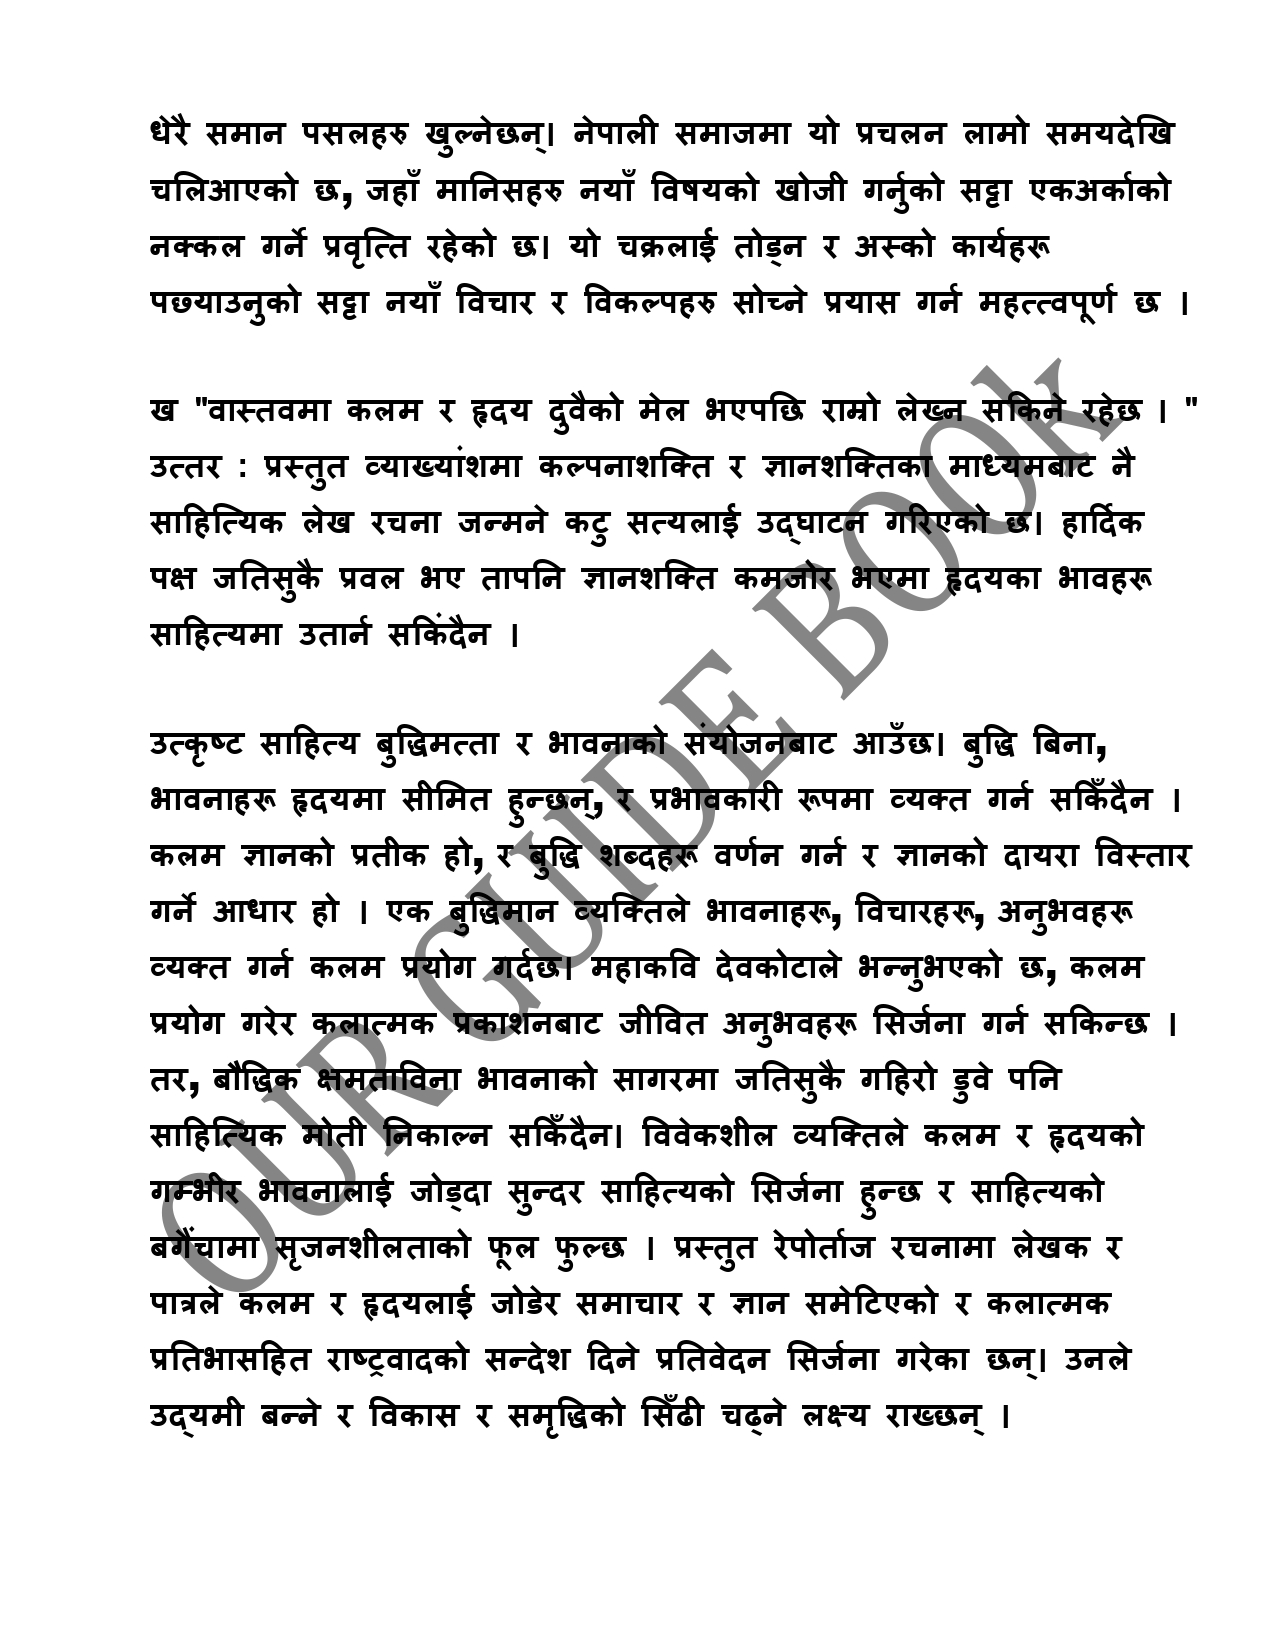 धेरै समान पसलहरु खुल्नेछन्। नेपाली समाजमा यो प्रचलन लामो समयदेखि
चलिआएको छ, जहाँ मानिसहरु नयाँ विषयको खोजी गर्नुको सट्टा एकअर्काको
नक्कल गर्ने प्रवृत्ति रहेको छ। यो चक्रलाई तोड्न र अस्को कार्यहरू
पछ्याउनुको सट्टा नयाँ विचार र विकल्पहरु सोच्ने प्रयास गर्न महत्त्वपूर्ण छ ।
ख "वास्तवमा कलम र हृदय दुवैको मेल भएपछि राम्रो लेख्न सकिने रहेछ । "
उत्तर : प्रस्तुत व्याख्यांशमा कल्पनाशक्ति र ज्ञानशक्तिका माध्यमबाट नै
साहित्यिक लेख रचना जन्मने कटु सत्यलाई उद्घाटन गरिएको छ। हार्दिक
पक्ष जतिसुकै प्रवल भए तापनि ज्ञानशक्ति कमजोर भएमा हृदयका भावहरू
साहित्यमा उतार्न सकिंदैन ।
उत्कृष्ट साहित्य बुद्धिमत्ता र भावनाको संयोजनबाट आउँछ। बुद्धि बिना,
भावनाहरू हृदयमा सीमित हुन्छन्, र प्रभावकारी रूपमा व्यक्त गर्न सकिँदैन ।
कलम ज्ञानको प्रतीक हो, र बुद्धि शब्दहरू वर्णन गर्न र ज्ञानको दायरा विस्तार
गर्ने आधार हो । एक बुद्धिमान व्यक्तिले भावनाहरू, विचारहरू, अनुभवहरू
व्यक्त गर्न कलम प्रयोग गर्दछ। महाकवि देवकोटाले भन्नुभएको छ, कलम
प्रयोग गरेर कलात्मक प्रकाशनबाट जीवित अनुभवहरू सिर्जना गर्न सकिन्छ ।
तर, बौद्धिक क्षमताविना भावनाको सागरमा जतिसुकै गहिरो डुवे पनि
साहित्यिक मोती निकाल्न सकिँदैन। विवेकशील व्यक्तिले कलम र हृदयको
गम्भीर भावनालाई जोड्दा सुन्दर साहित्यको सिर्जना हुन्छ र साहित्यको
बगैंचामा सृजनशीलताको फूल फुल्छ । प्रस्तुत रेपोर्ताज रचनामा लेखक र
पात्रले कलम र हृदयलाई जोडेर समाचार र ज्ञान समेटिएको र कलात्मक
प्रतिभासहित राष्ट्रवादको सन्देश दिने प्रतिवेदन सिर्जना गरेका छन्। उनले
उद्यमी बन्ने र विकास र समृद्धिको सिँढी चढ्ने लक्ष्य राख्छन् ।
OUR GUIDE BOOk